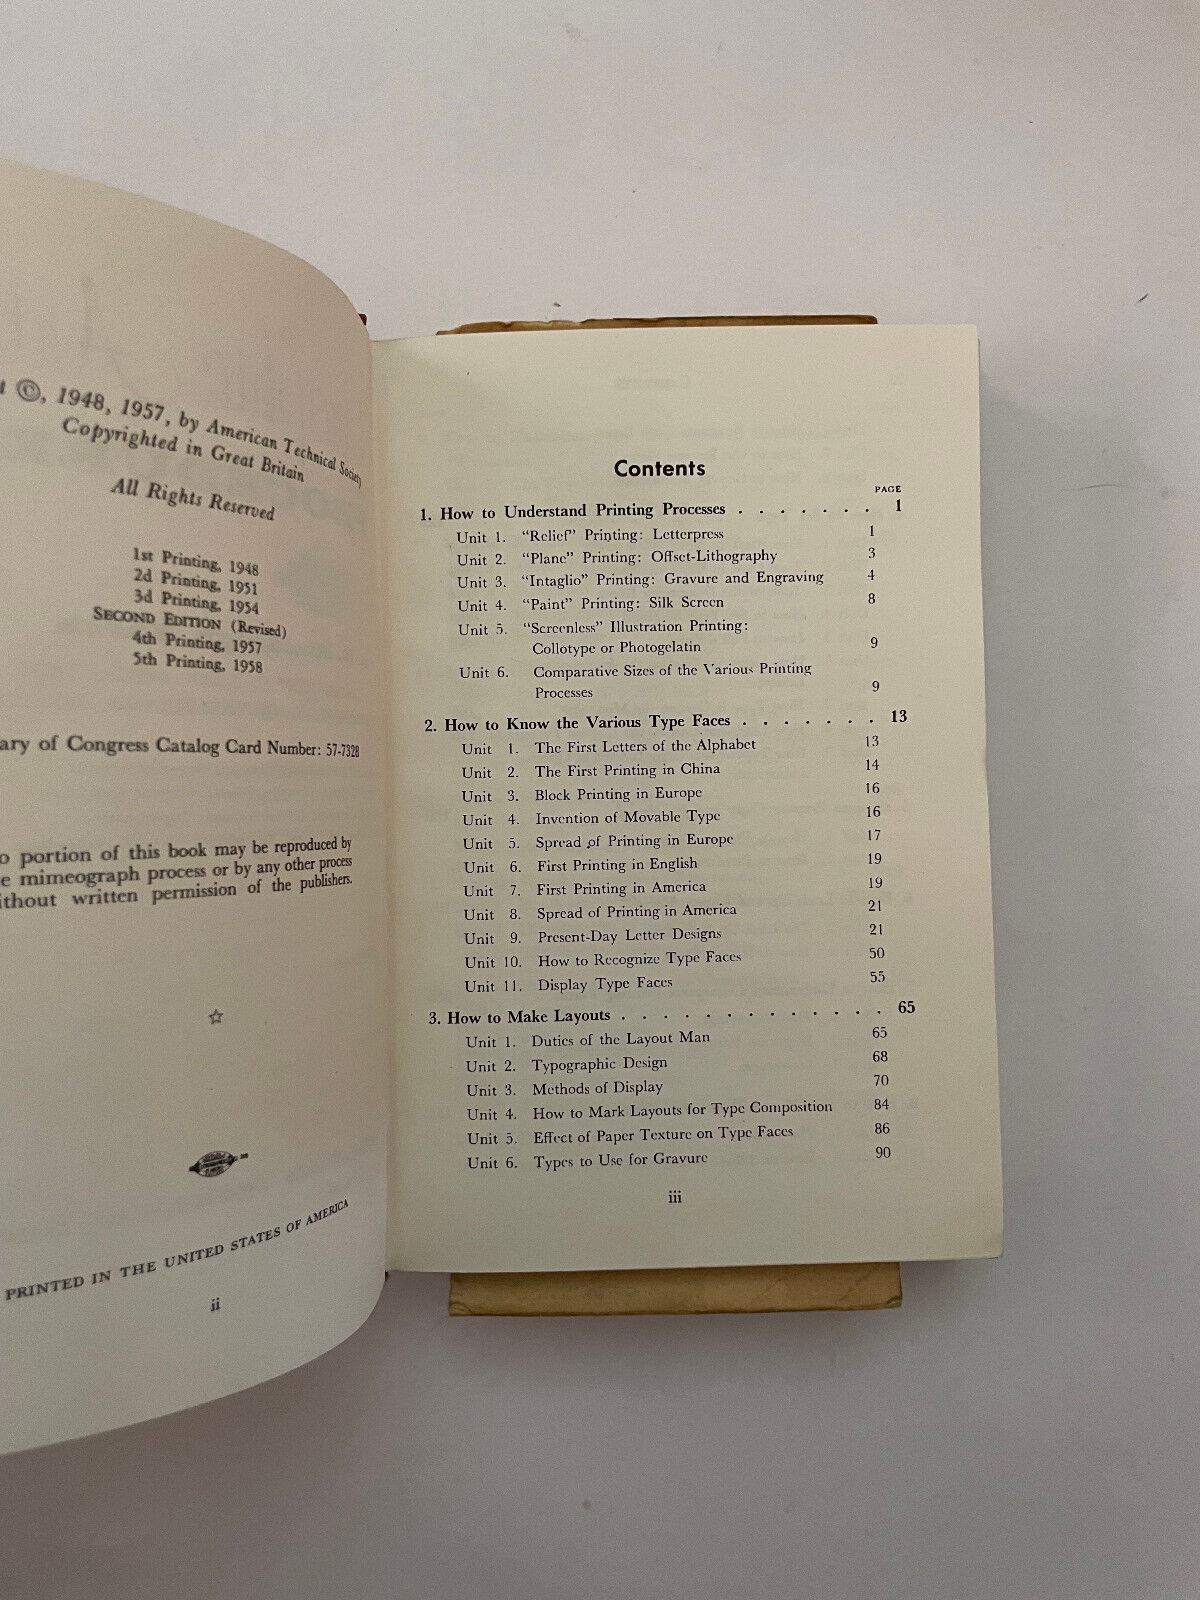 ©, 1948, 1957, by American Technical Society
Copyrighted in Great Britain
All Rights Reserved
1st Printing, 1948
2d Printing, 1951
3d Printing, 1954
SECOND EDITION (Revised)
4th Printing, 1957
5th Printing, 1958
ary of Congress Catalog Card Number: 57-7328
o portion of this book may be reproduced by
e mimeograph process or by any other process
ithout written permission of the publishers.
PRINTED IN THE UNITED STATES OF AMERICA
ii
Contents
PAGE
1. How to Understand Printing Processes . . . . . . . 1
Unit 1. "Relief" Printing: Letterpress 1
Unit 2. "Plane" Printing: Offset-Lithography 3
Unit 3. "Intaglio" Printing: Gravure and Engraving 4
Unit 4. "Paint" Printing: Silk Screen 8
Unit 5. "Screenless" Illustration Printing:
Collotype or Photogelatin 9
Unit 6. Comparative Sizes of the Various Printing
Processes 9
2. How to Know the Various Type Faces . . . . . . . 13
Unit 1. The First Letters of the Alphabet 13
Unit 2. The First Printing in China 14
Unit 3. Block Printing in Europe 16
Unit 4. Invention of Movable Type 16
Unit 5. Spread of Printing in Europe 17
Unit 6. First Printing in English 19
Unit 7. First Printing in America 19
Unit 8. Spread of Printing in America 21
Unit 9. Present-Day Letter Designs 21
Unit 10. How to Recognize Type Faces 50
Unit 11. Display Type Faces 55
3. How to Make Layouts . . . . . . . . . . . . . 65
Unit 1. Duties of the Layout Man 65
Unit 2. Typographic Design 68
Unit 3. Methods of Display 70
Unit 4. How to Mark Layouts for Type Composition 84
Unit 5. Effect of Paper Texture on Type Faces 86
Unit 6. Types to Use for Gravure 90
iii